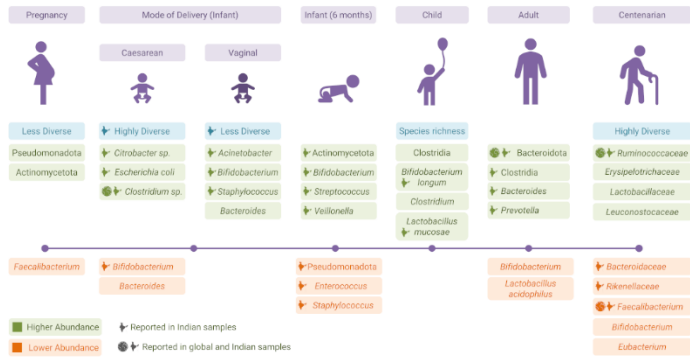 Pregnancy
Mode of Delivery (Infant)
Infant (6 months)
Child
Adult
Centenarian
Caesarean
Vaginal
Less Diverse
Highly Diverse
Less Diverse
Species richness
Highly Diverse
Pseudomonadota
Actinomycetota
Citrobacter sp.
Escherichia coli
Clostridium sp.
Acinetobacter
Bifidobacterium
Staphylococcus
Bacteroides
Actinomycetota
Bifidobacterium
Streptococcus
Veillonella
Clostridia
Bifidobacterium
longum
Clostridium
Lactobacillus
mucosae
Bacteroidota
Clostridia
Bacteroides
Prevotella
Ruminococcaceae
Erysipelotrichaceae
Lactobacillaceae
Leuconostocaceae
Faecalibacterium
Bifidobacterium
Bacteroides
Pseudomonadota
Enterococcus
Staphylococcus
Bifidobacterium
Lactobacillus
acidophilus
Bacteroidaceae
Rikenellaceae
Faecalibacterium
Bifidobacterium
Eubacterium
Higher Abundance
Reported in Indian samples
Lower Abundance
Reported in global and Indian samples